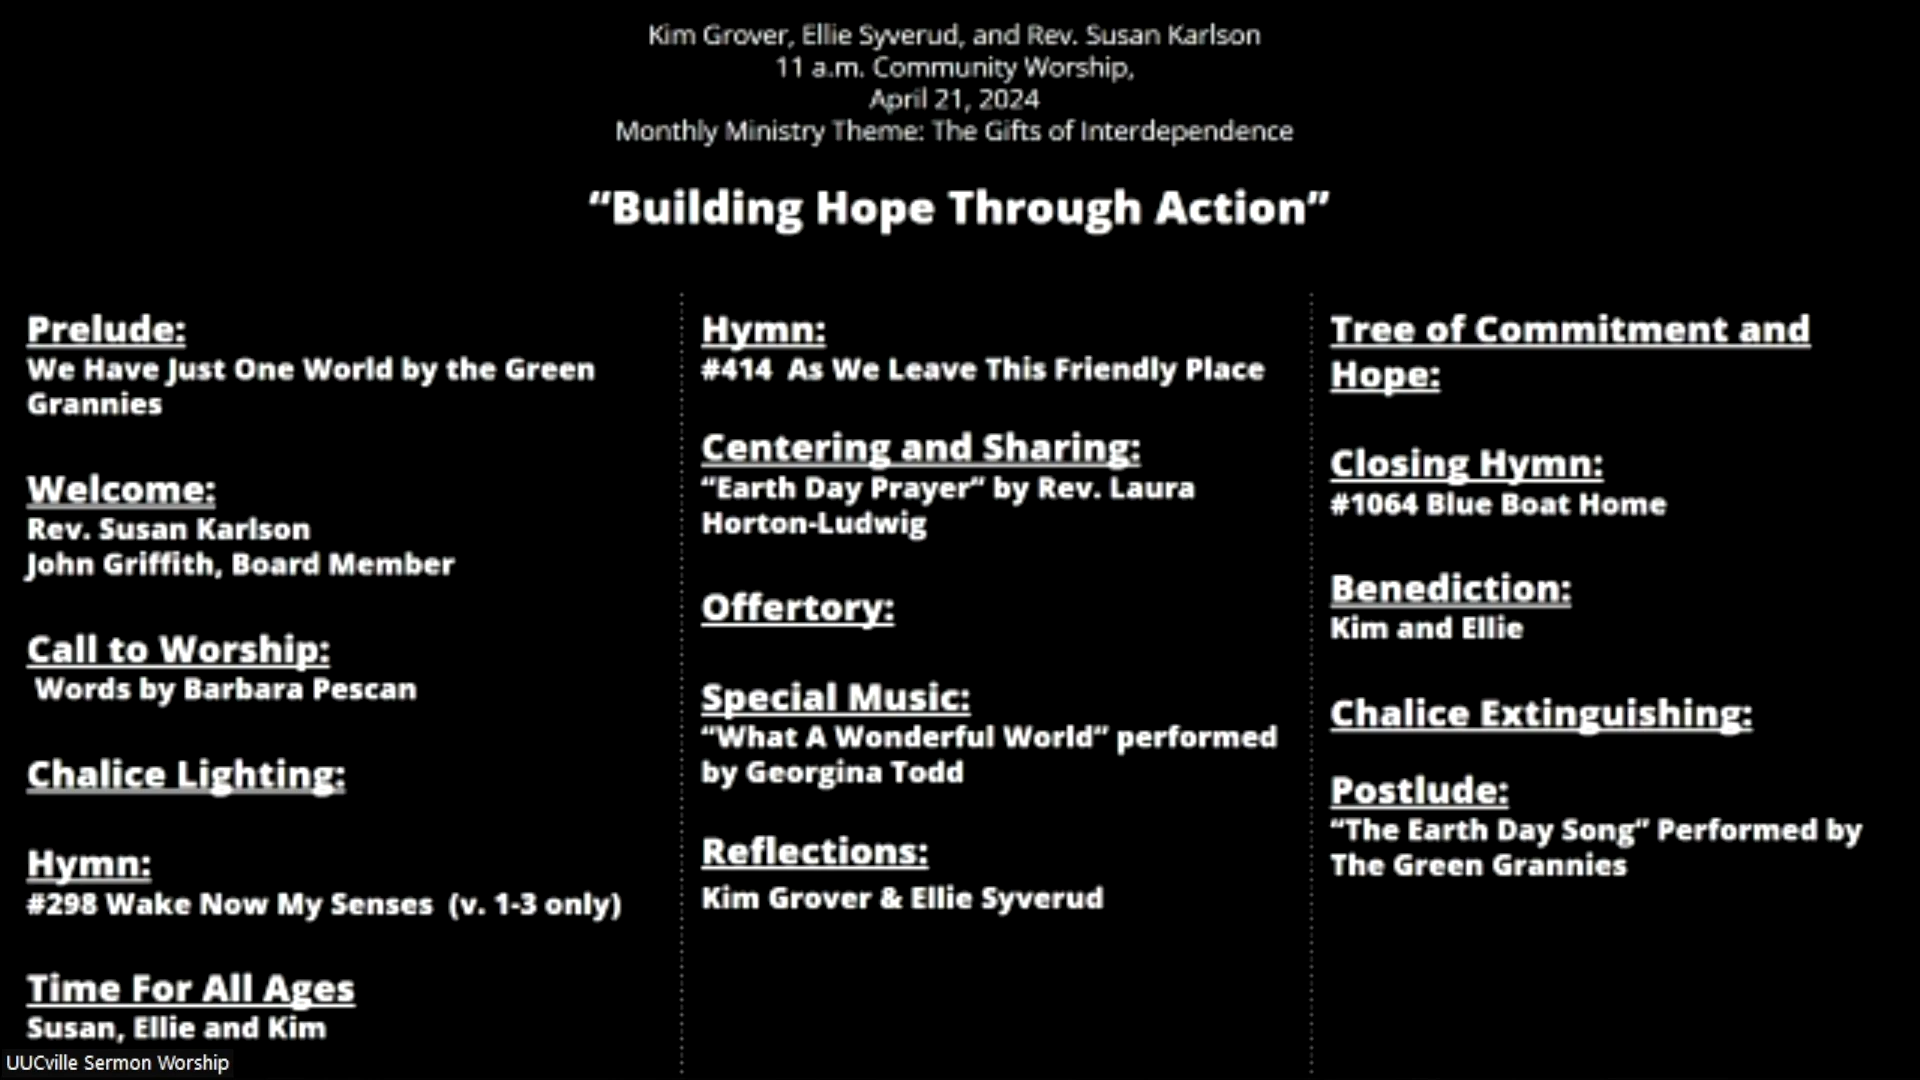 Kim Grover, Ellie Syverud, and Rev. Susan Karlson
11 a.m. Community Worship,
April 21, 2024
Monthly Ministry Theme: The Gifts of Interdependence
“Building Hope Through Action”
Prelude:
We Have Just One World by the Green
Grannies
Welcome:
Rev. Susan Karlson
John Griffith, Board Member
Call to Worship:
Words by Barbara Pescan
Chalice Lighting:
Hymn:
#298 Wake Now My Senses (v. 1-3 only)
Time For All Ages
Susan, Ellie and Kim
Hymn:
#414 As We Leave This Friendly Place
Centering and Sharing:
“Earth Day Prayer” by Rev. Laura
Horton-Ludwig
Offertory:
Special Music:
“What A Wonderful World” performed
by Georgina Todd
Reflections:
Kim Grover & Ellie Syverud
Tree of Commitment and
Hope:
Closing Hymn:
#1064 Blue Boat Home
Benediction:
Kim and Ellie
Chalice Extinguishing:
Postlude:
“The Earth Day Song” Performed by
The Green Grannies
UUCville Sermon Worship